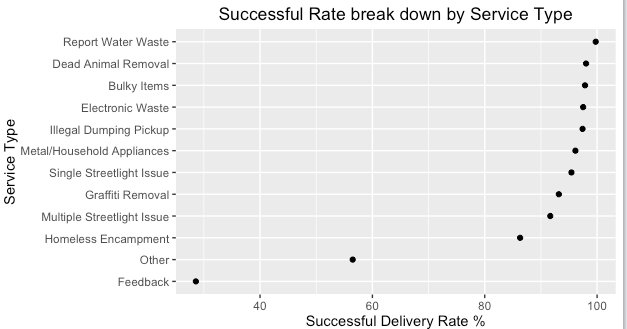 Successful Rate break down by Service Type
Service Type
Report Water Waste
Dead Animal Removal
Bulky Items
Electronic Waste
Illegal Dumping Pickup
Metal/Household Appliances
Single Streetlight Issue
Graffiti Removal
Multiple Streetlight Issue
Homeless Encampment
Other
Feedback
40 60 80 100
Successful Delivery Rate %